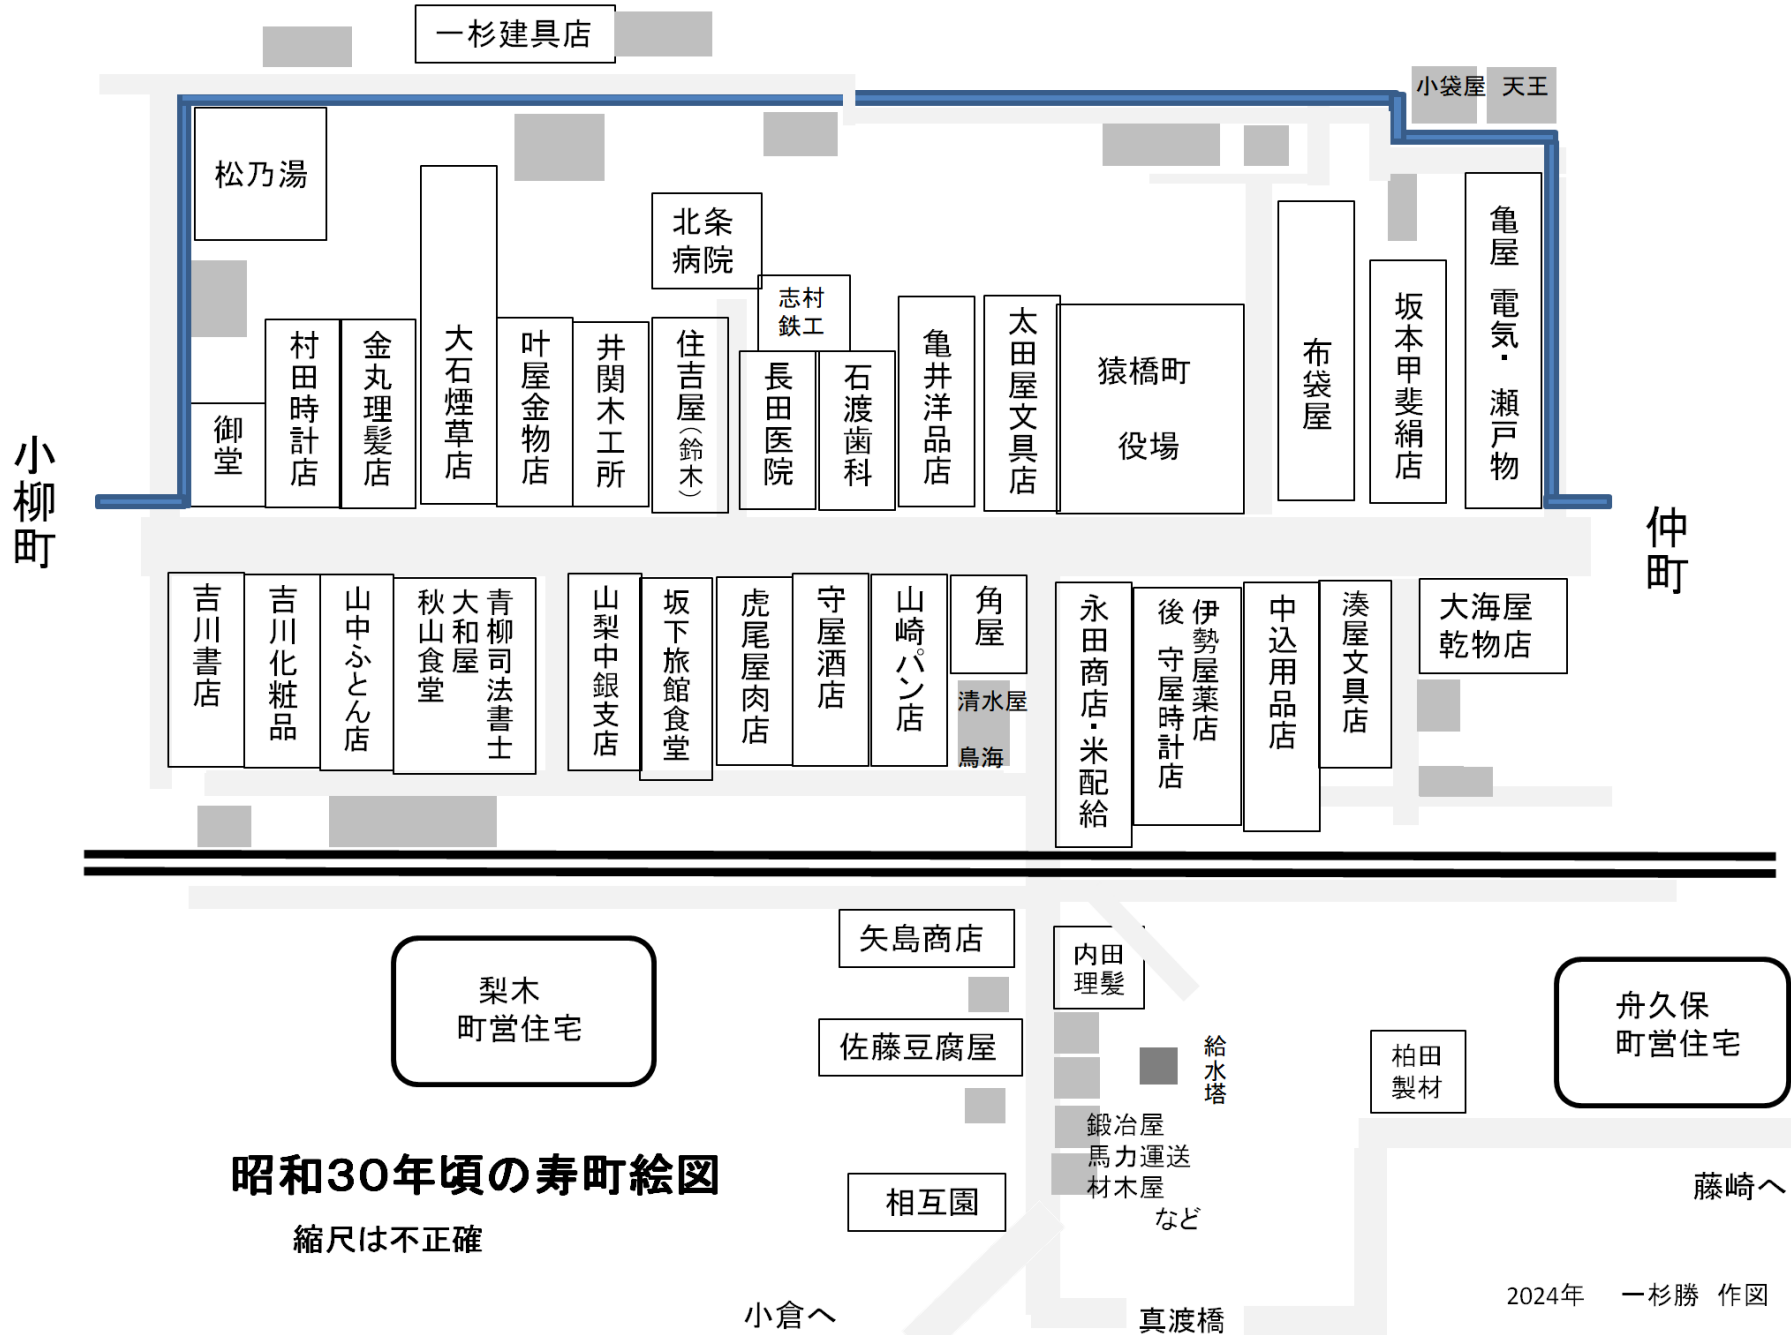 一杉建具店
小袋屋 天王
松乃湯
北条
病院
志村
鉄工
御堂
村田時計店
金丸理髪店
大石煙草店
叶屋金物店
井関木工所
住吉屋(鈴木)
長田医院
石渡歯科
亀井洋品店
太田屋文具店
猿橋町
役場
布袋屋
坂本甲斐絹店
亀屋 電気・瀬戸物
小柳町
仲町
吉川書店
吉川化粧品
山中ふとん店
青柳司法書士
大和屋
秋山食堂
山梨中銀支店
坂下旅館食堂
虎尾屋肉店
守屋酒店
山崎パン店
角屋
清水屋
鳥海
永田商店・米配給
伊勢屋薬店
後 守屋時計店
中込用品店
湊屋文具店
大海屋
乾物店
矢島商店
内田
理髪
梨木
町営住宅
佐藤豆腐屋
給水塔
柏田
製材
舟久保
町営住宅
鍛冶屋
馬力運送
材木屋
など
相互園
昭和30年頃の寿町絵図
縮尺は不正確
藤崎へ
小倉へ
真渡橋
2024年 一杉勝 作図